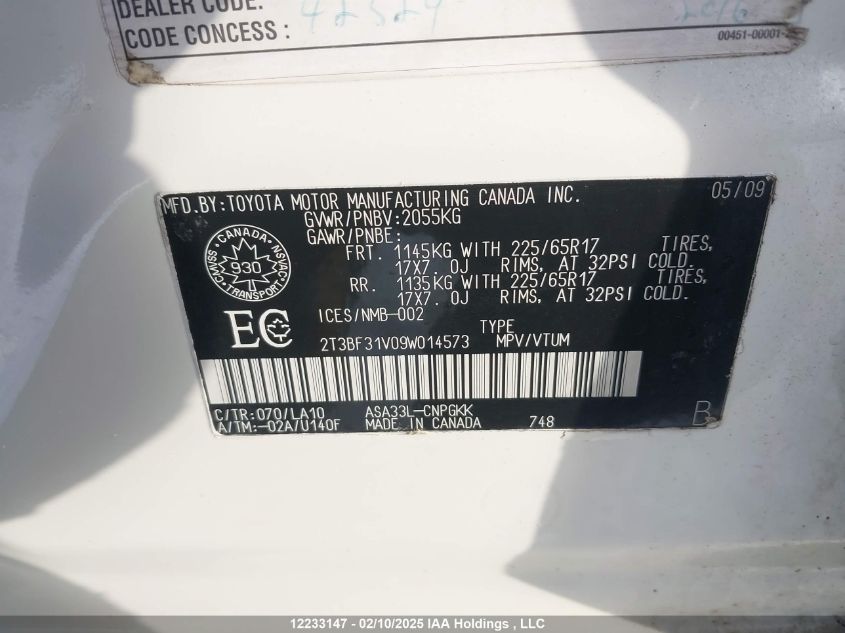 DEALER CODE:
CODE CONCESS :
00451-00001-
MFD.BY:TOYOTA MOTOR MANUFACTURING CANADA INC. 05/09
GVWR/PNBV:2055KG
GAWR/PNBE:
FRT. 1145KG WITH 225/65R17 TIRES,
17X7.0J RIMS, AT 32PSI COLD.
RR. 1135KG WITH 225/65R17 TIRES,
17X7.0J RIMS, AT 32PSI COLD.
CANADA
CMVSS NSVAC
930
TRANSPORT
ICES/NMB-002
EC
TYPE
2T3BF31V09W014573 MPV/VTUM
C/TR:070/LA10 ASA33L-CNPGKK
A/TM:-02A/U140F MADE IN CANADA 748 B
12233147 - 02/10/2025 IAA Holdings , LLC